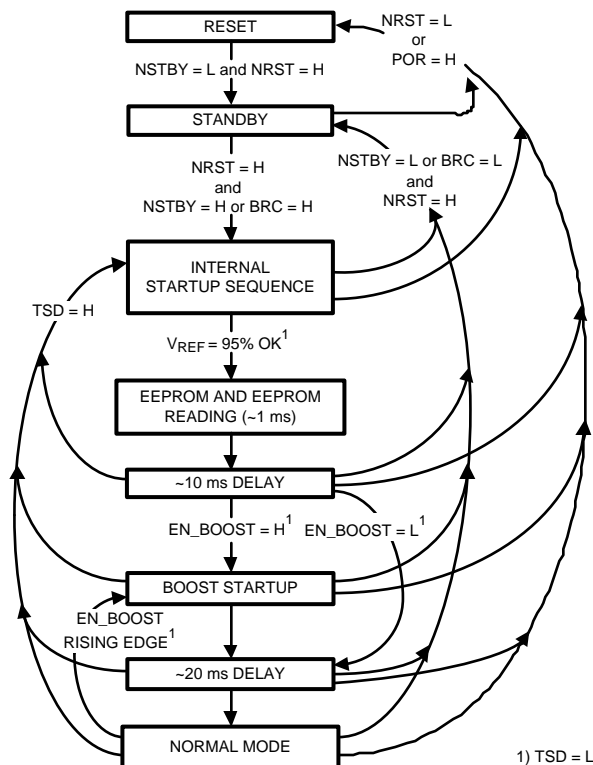 RESET
NRST = L
or
POR = H
NSTBY = L and NRST = H
STANDBY
NRST = H
and
NSTBY = H or BRC = H
NSTBY = L or BRC = L
and
NRST = H
INTERNAL
STARTUP SEQUENCE
TSD = H
VREF = 95% OK1
EEPROM AND EEPROM
READING (~1 ms)
~10 ms DELAY
EN_BOOST = H1
EN_BOOST = L1
BOOST STARTUP
EN_BOOST
RISING EDGE1
~20 ms DELAY
NORMAL MODE
1) TSD = L